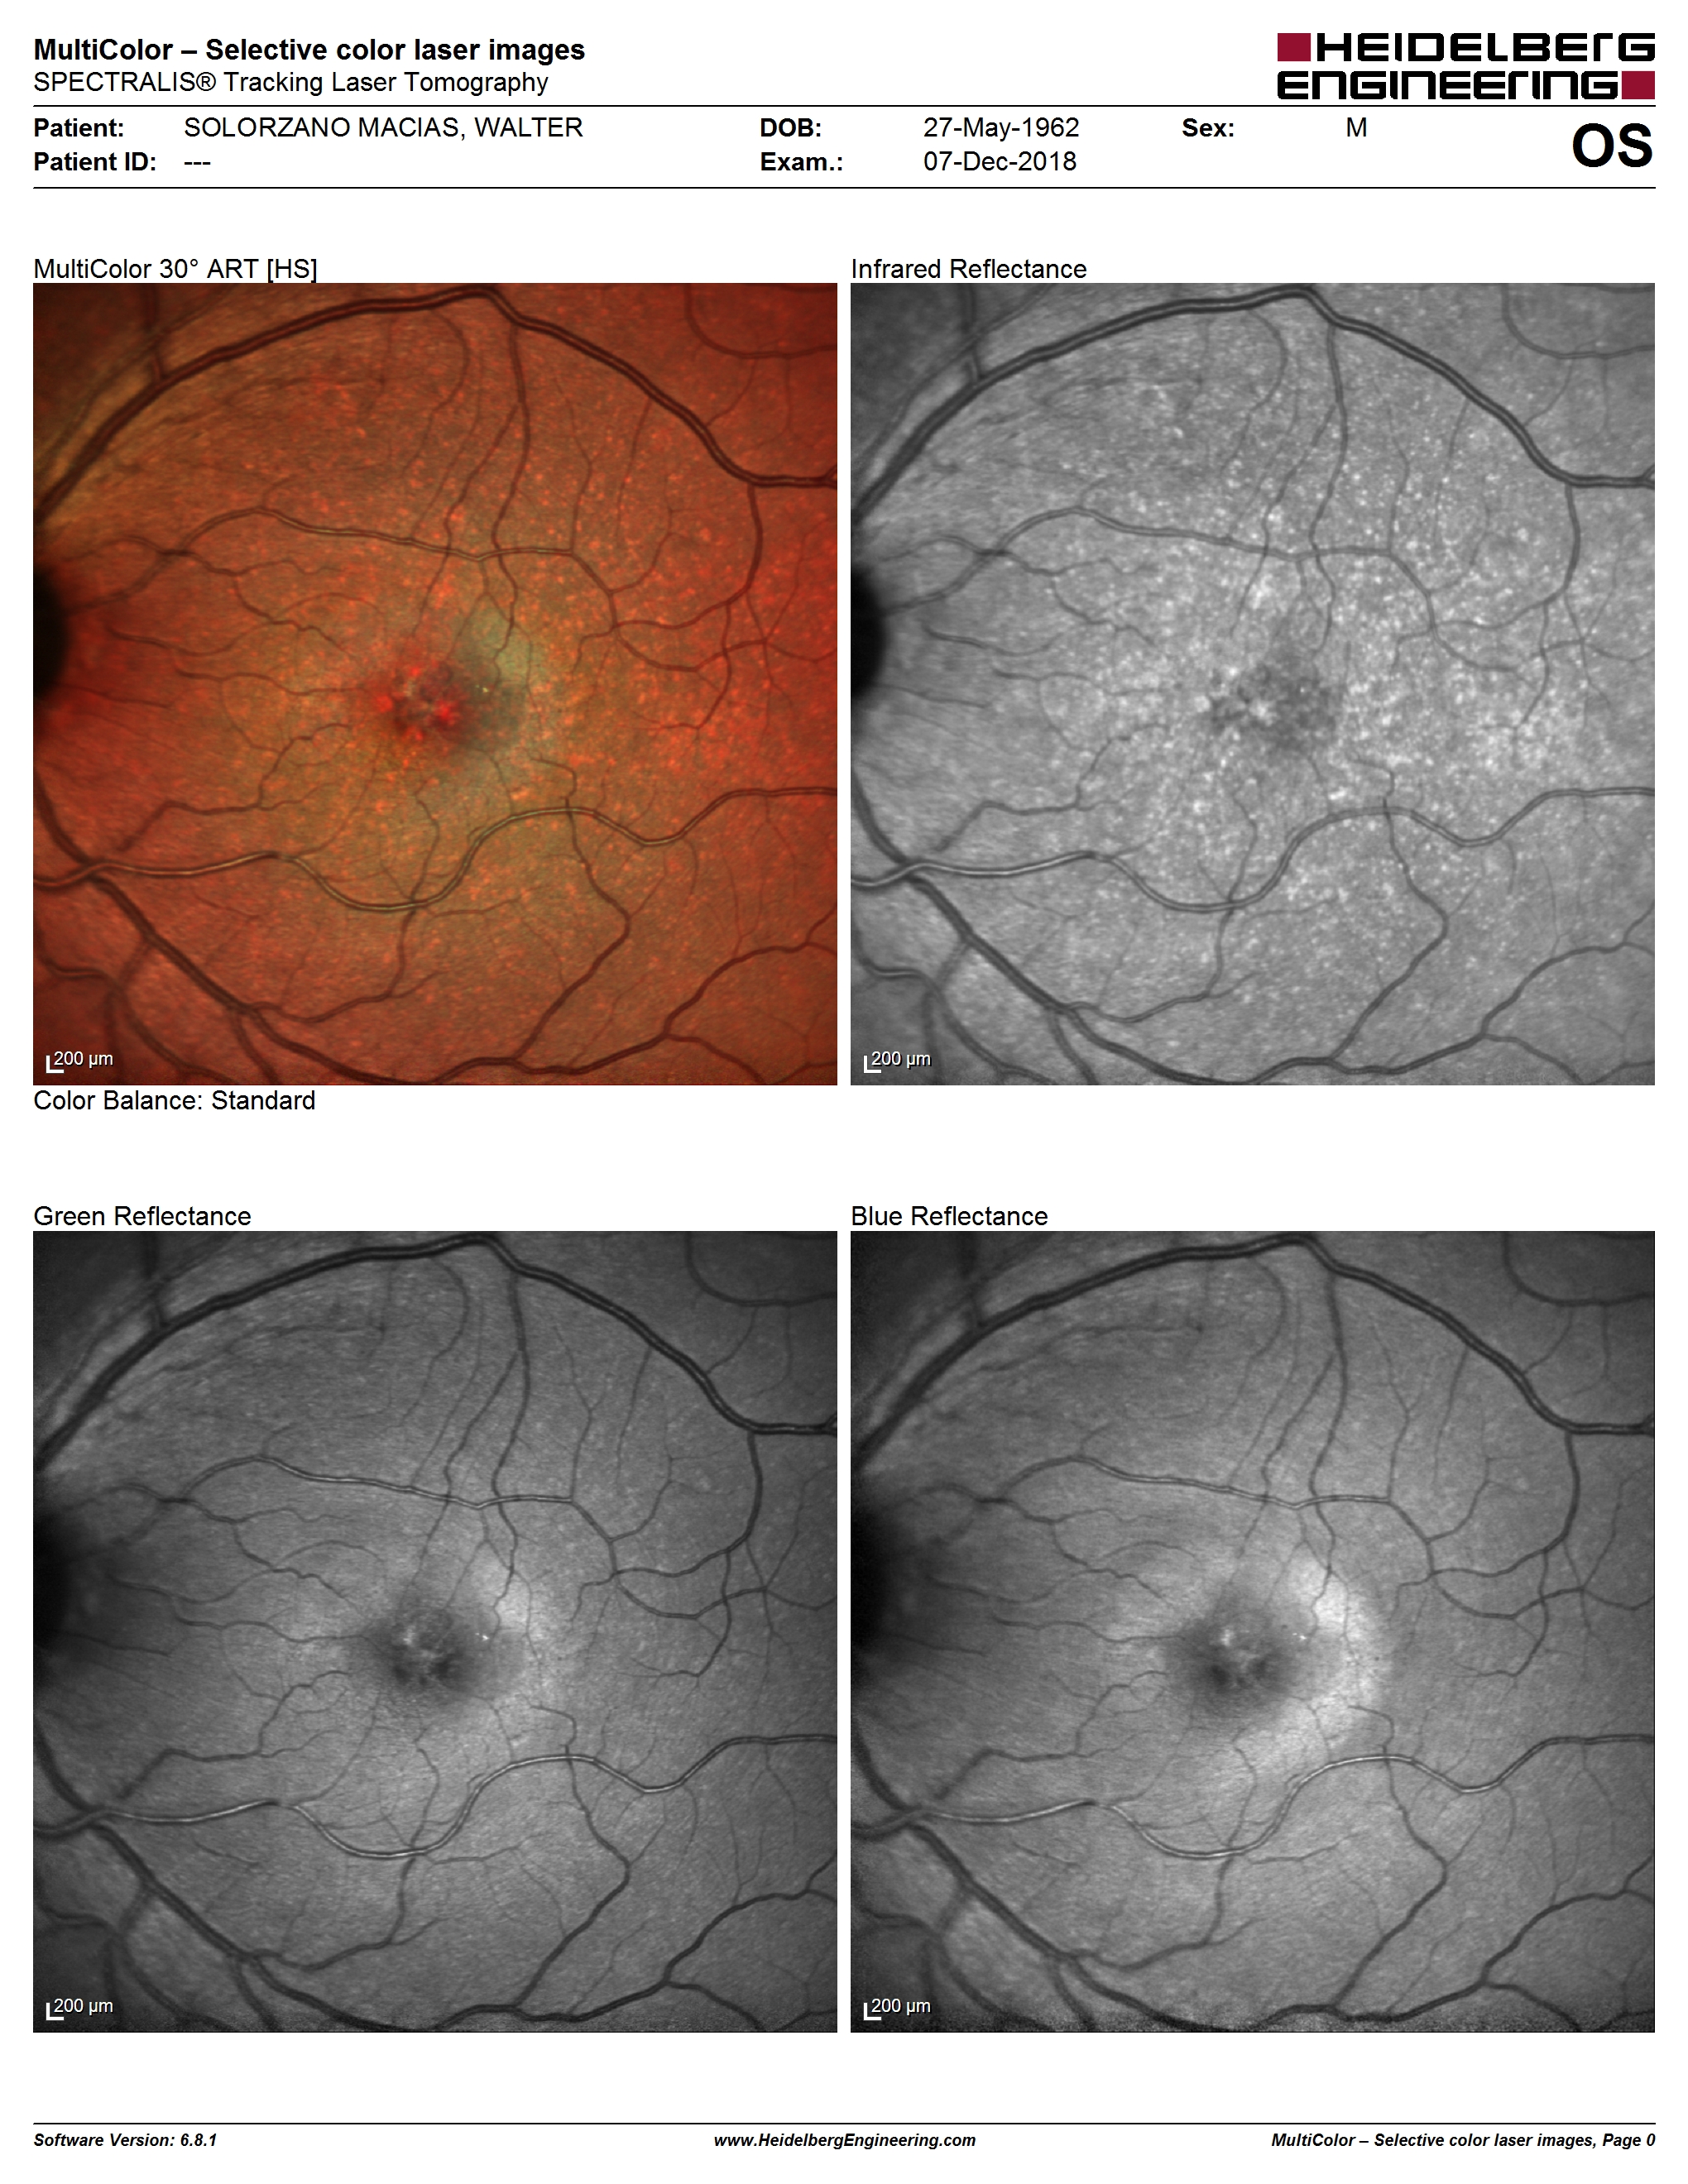 MultiColor – Selective color laser images
SPECTRALIS® Tracking Laser Tomography
HEIDELBERG
ENGINEERING
Patient: SOLORZANO MACIAS, WALTER DOB: 27-May-1962 Sex: M
Patient ID: --- Exam.: 07-Dec-2018
OS
MultiColor 30° ART [HS]
Infrared Reflectance
200 µm
200 µm
Color Balance: Standard
Green Reflectance
Blue Reflectance
200 µm
200 µm
Software Version: 6.8.1 www.HeidelbergEngineering.com MultiColor – Selective color laser images, Page 0